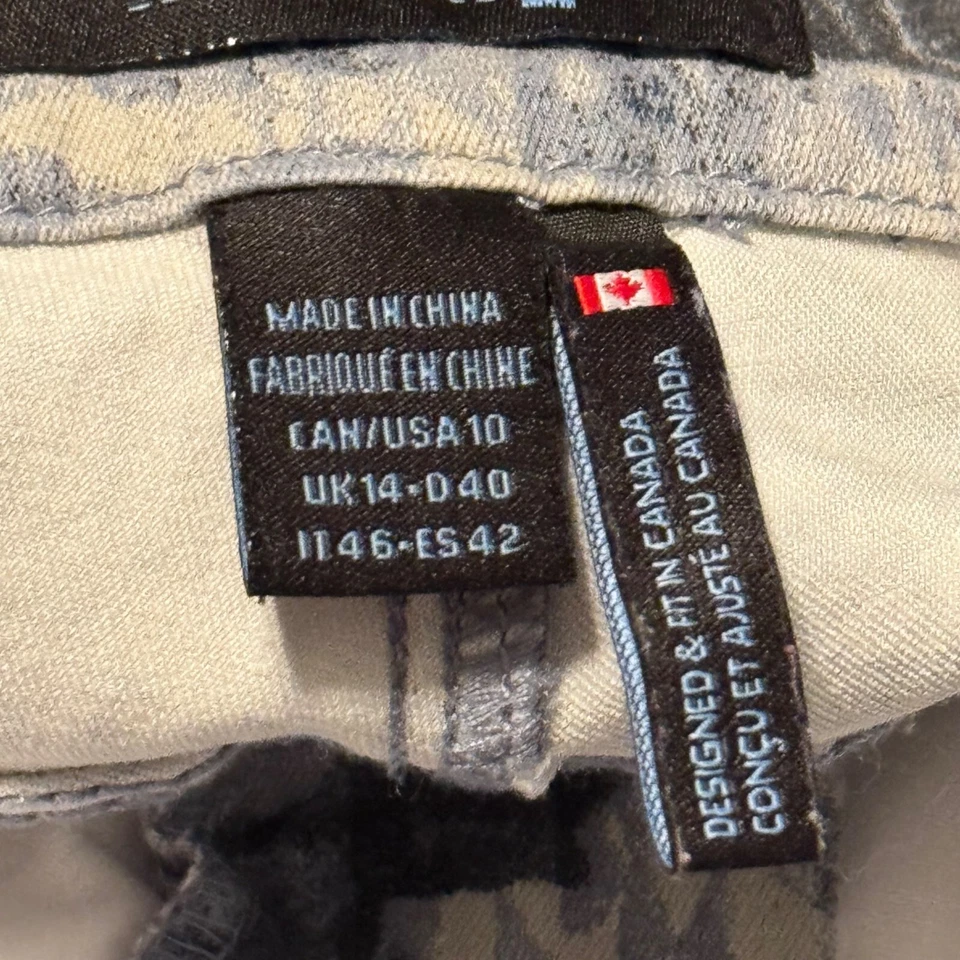 MADE IN CHINA
FABRIQUÉ EN CHINE
CAN/USA 10
UK 14-D 40
IT 46-ES 42
DESIGNED & FIT IN CANADA
CONÇU ET AJUSTÉ AU CANADA